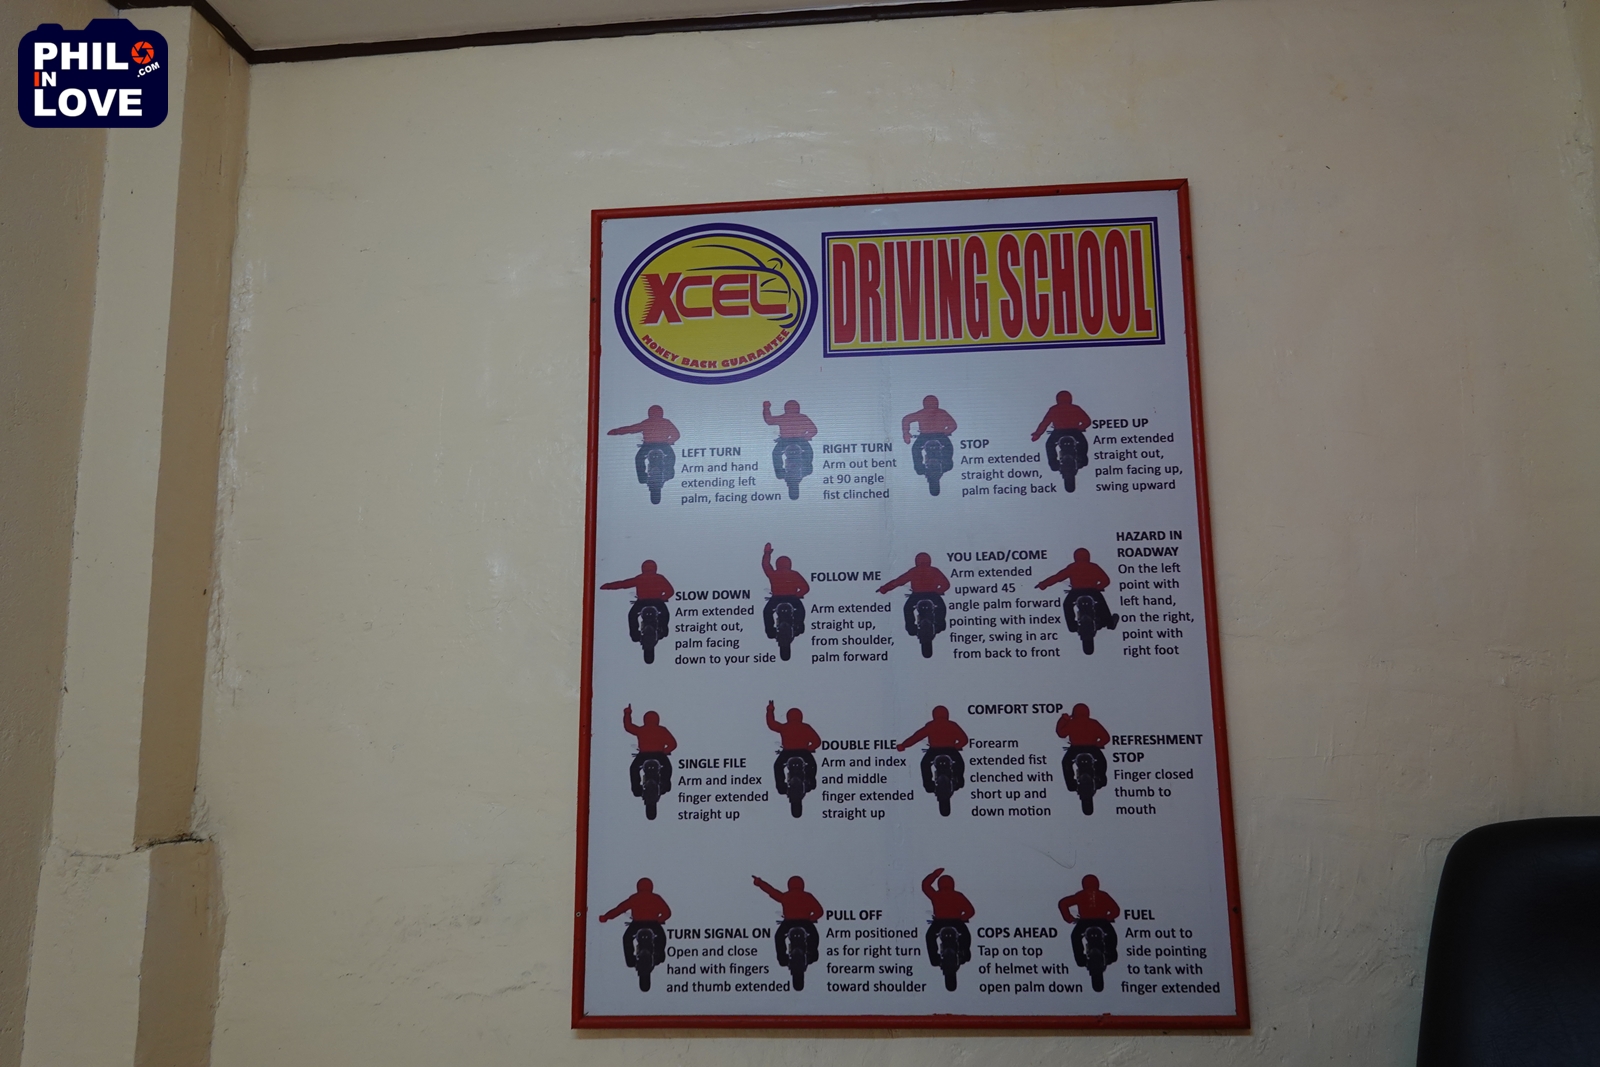 PHIL
IN
.COM
LOVE
XCEL
MONEY BACK GUARANTEE
DRIVING SCHOOL
LEFT TURN
Arm and hand
extending left
palm, facing down
RIGHT TURN
Arm out bent
at 90 angle
fist clinched
STOP
Arm extended
straight down,
palm facing back
SPEED UP
Arm extended
straight out,
palm facing up,
swing upward
SLOW DOWN
Arm extended
straight out,
palm facing
down to your side
FOLLOW ME
Arm extended
straight up,
from shoulder,
palm forward
YOU LEAD/COME
Arm extended
upward 45
angle palm forward
pointing with index
finger, swing in arc
from back to front
HAZARD IN
ROADWAY
On the left
point with
left hand,
on the right,
point with
right foot
SINGLE FILE
Arm and index
finger extended
straight up
DOUBLE FILE
Arm and index
and middle
finger extended
straight up
COMFORT STOP
Forearm
extended fist
clenched with
short up and
down motion
REFRESHMENT
STOP
Finger closed
thumb to
mouth
TURN SIGNAL ON
Open and close
hand with fingers
and thumb extended
PULL OFF
Arm positioned
as for right turn
forearm swing
toward shoulder
COPS AHEAD
Tap on top
of helmet with
open palm down
FUEL
Arm out to
side pointing
to tank with
finger extended